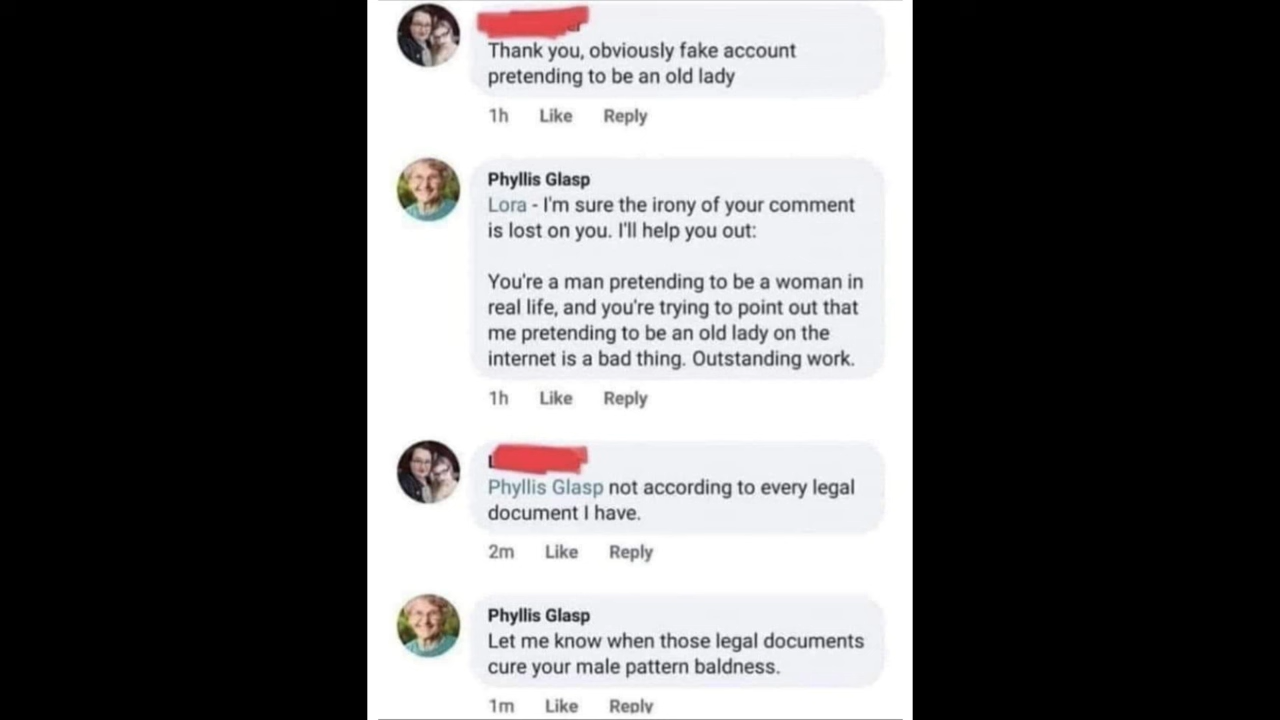 Thank you, obviously fake account
pretending to be an old lady
1h Like Reply
Phyllis Glasp
Lora - I'm sure the irony of your comment
is lost on you. I'll help you out:
You're a man pretending to be a woman in
real life, and you're trying to point out that
me pretending to be an old lady on the
internet is a bad thing. Outstanding work.
1h Like Reply
Phyllis Glasp not according to every legal
document I have.
2m Like Reply
Phyllis Glasp
Let me know when those legal documents
cure your male pattern baldness.
1m Like Reply